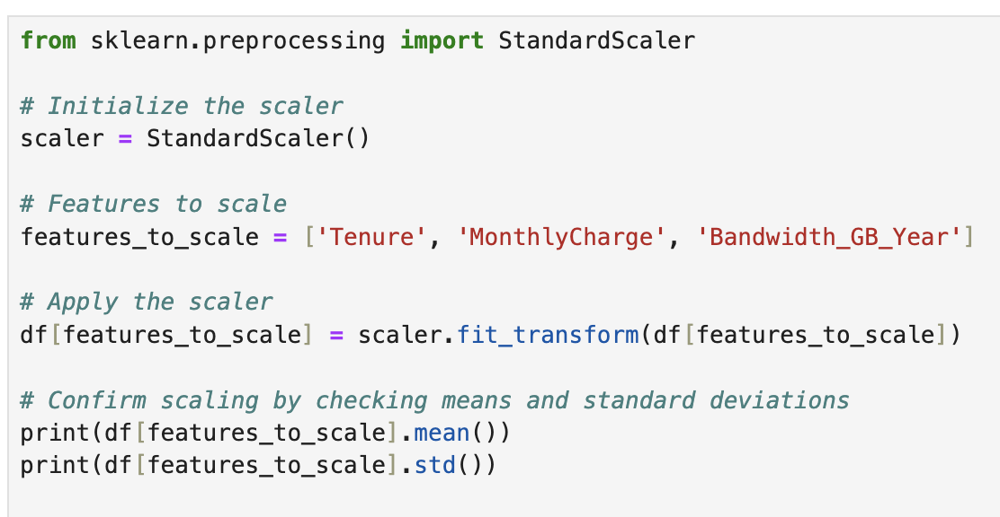 from sklearn.preprocessing import StandardScaler
# Initialize the scaler
scaler = StandardScaler()
# Features to scale
features_to_scale = ['Tenure', 'MonthlyCharge', 'Bandwidth_GB_Year']
# Apply the scaler
df[features_to_scale] = scaler.fit_transform(df[features_to_scale])
# Confirm scaling by checking means and standard deviations
print(df[features_to_scale].mean())
print(df[features_to_scale].std())